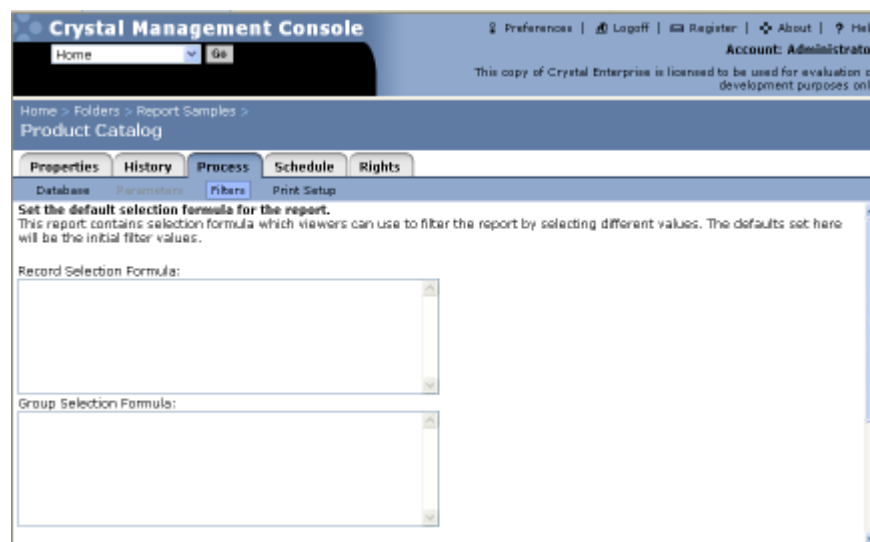 Crystal Management Console
Preferences | Logoff | Register | About | ? Hel
Home Go
Account: Administrato
This copy of Crystal Enterprise is licensed to be used for evaluation o
development purposes onl
Home > Folders > Report Samples >
Product Catalog
Properties History Process Schedule Rights
Database Parameters Filters Print Setup
Set the default selection formula for the report.
This report contains selection formula which viewers can use to filter the report by selecting different values. The defaults set here
will be the initial filter values.
Record Selection Formula:
Group Selection Formula: